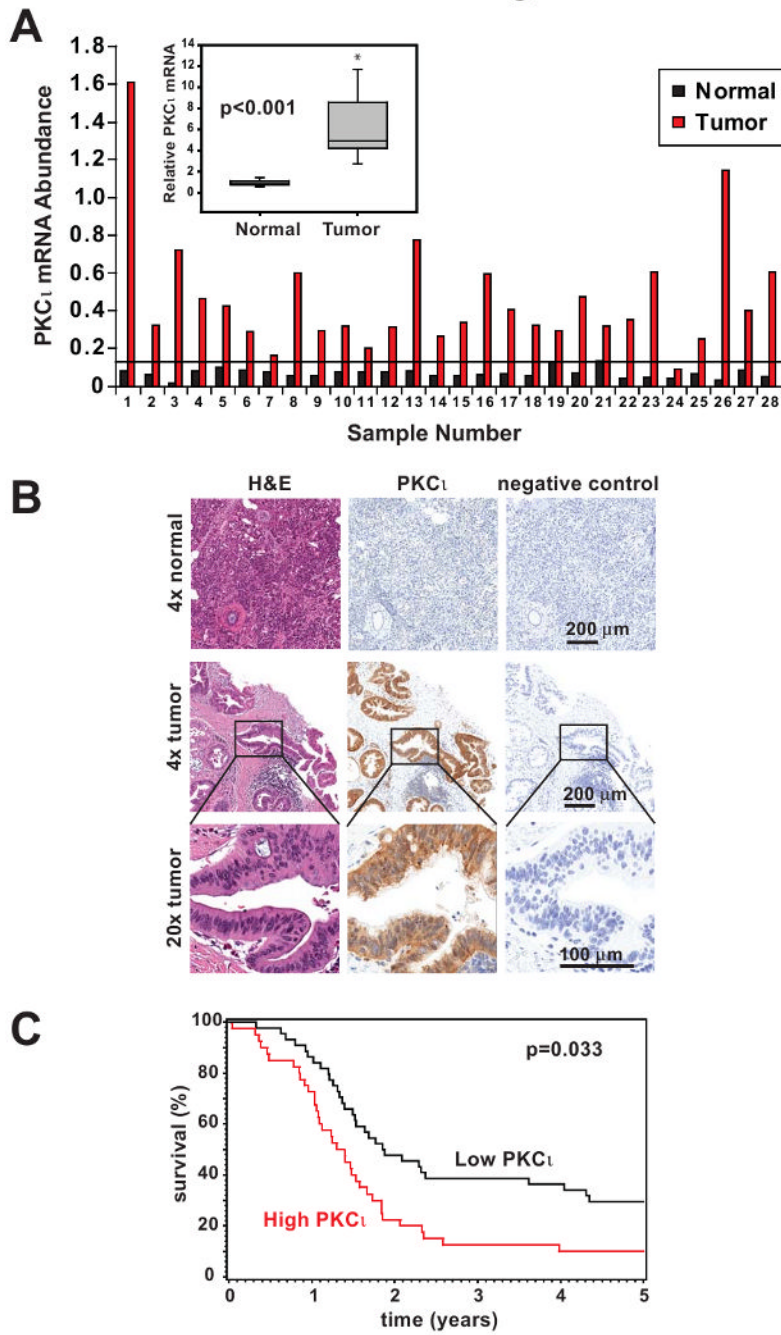 A
PKCι mRNA Abundance
1.8
1.6
1.4
1.2
1.0
0.8
0.6
0.4
0.2
0
Relative PKCι mRNA
14
12
10
8
6
4
2
0
*
p<0.001
Normal Tumor
Normal
Tumor
1 2 3 4 5 6 7 8 9 10 11 12 13 14 15 16 17 18 19 20 21 22 23 24 25 26 27 28
Sample Number
B
H&E PKCι negative control
4x normal
200 µm
4x tumor
200 µm
20x tumor
100 µm
C
survival (%)
100
80
60
40
20
0
p=0.033
Low PKCι
High PKCι
0 1 2 3 4 5
time (years)